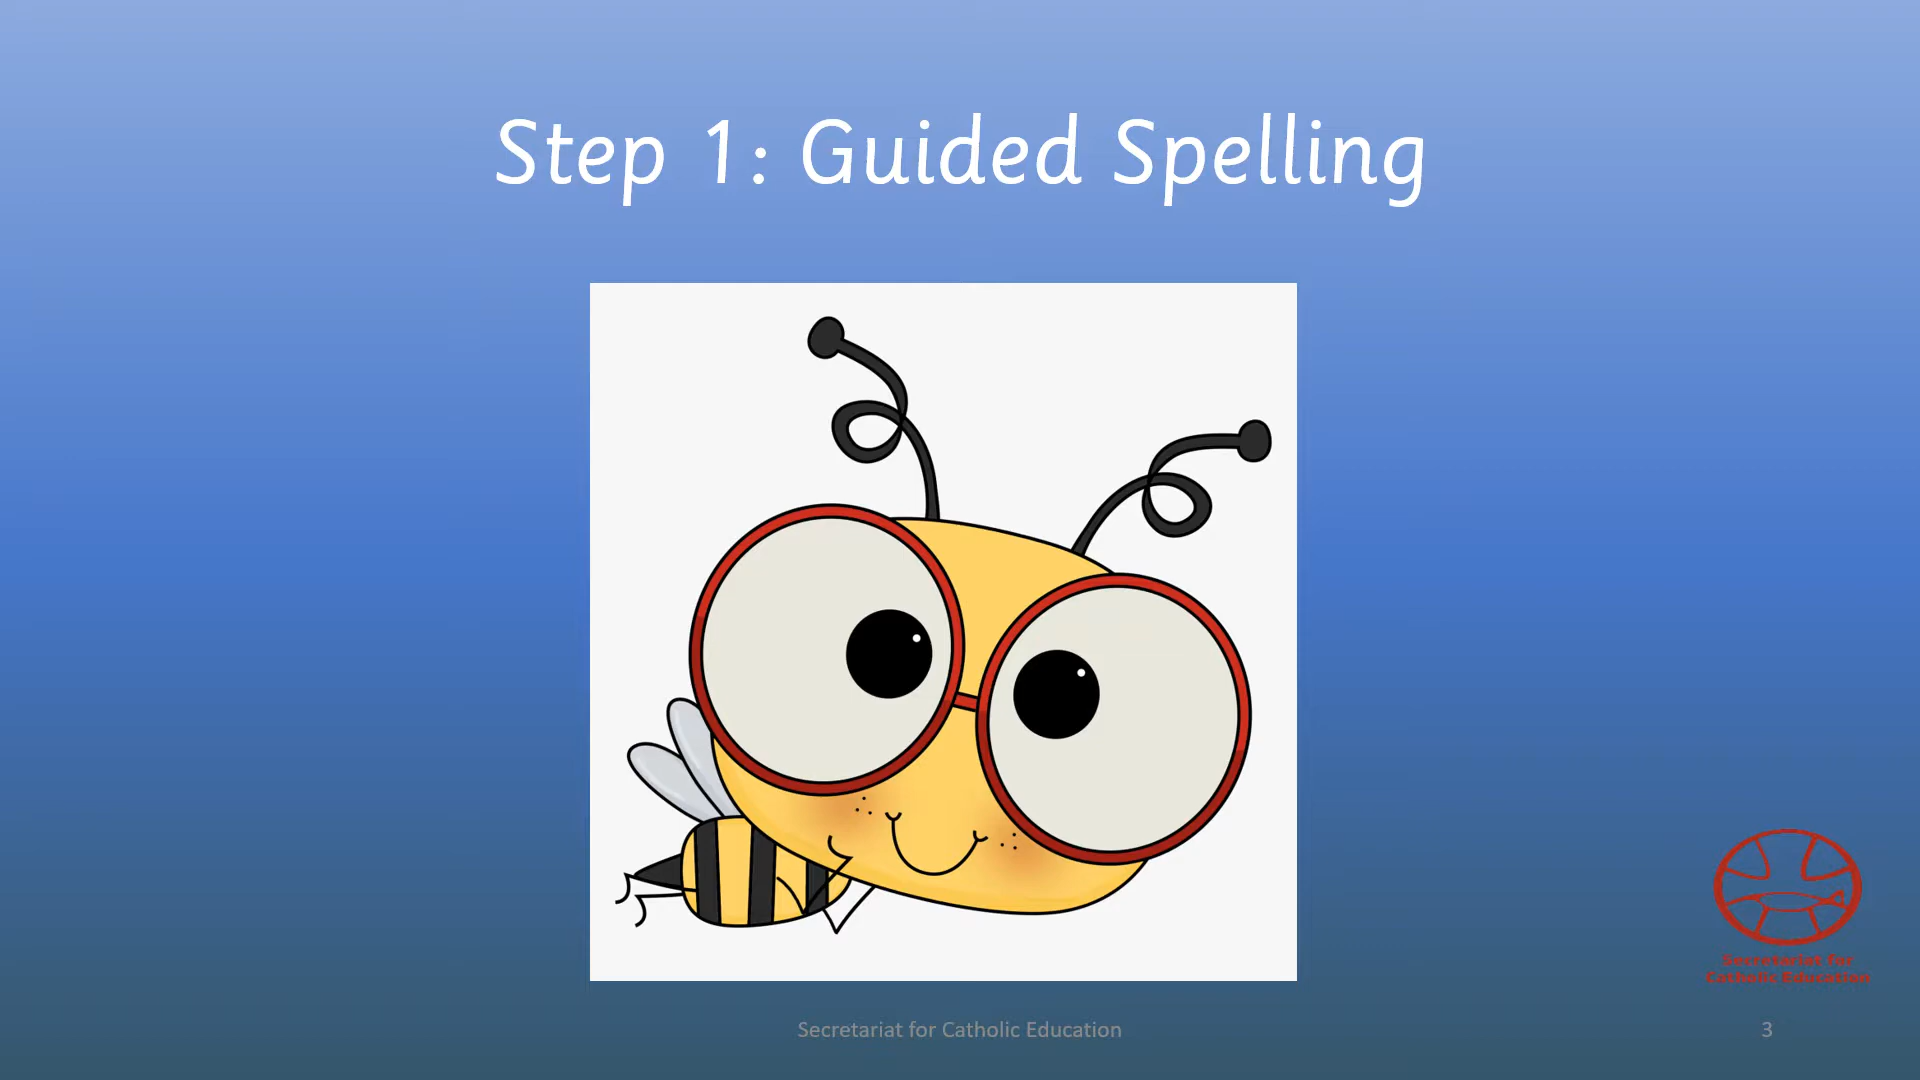 Step 1: Guided Spelling
Secretariat for
Catholic Education
Secretariat for Catholic Education
3